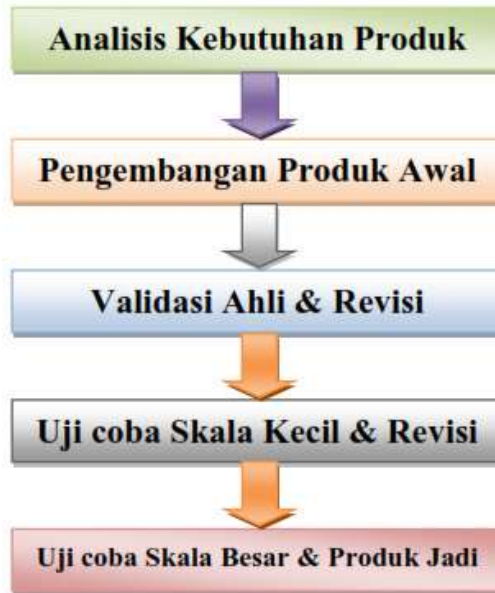 Analisis Kebutuhan Produk
Pengembangan Produk Awal
Validasi Ahli & Revisi
Uji coba Skala Kecil & Revisi
Uji coba Skala Besar & Produk Jadi